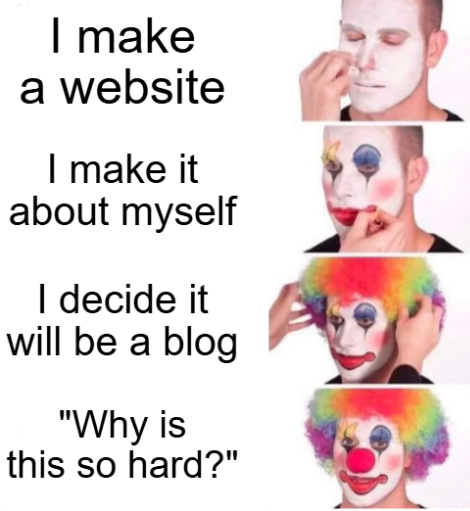 I make
a website
I make it
about myself
I decide it
will be a blog
"Why is
this so hard?"